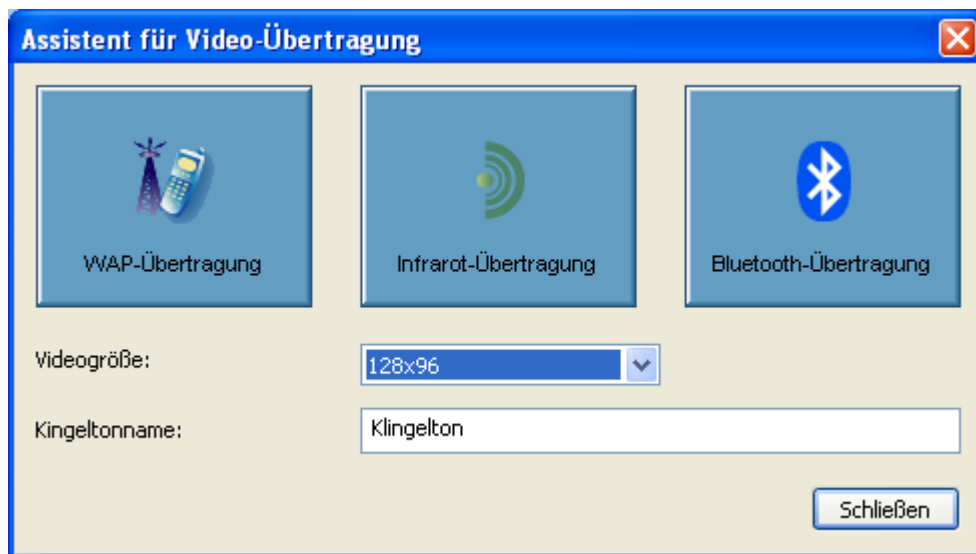 Assistent für Video-Übertragung
WAP-Übertragung
Infrarot-Übertragung
Bluetooth-Übertragung
Videogröße:
128x96
Kingeltonname:
Klingelton
Schließen